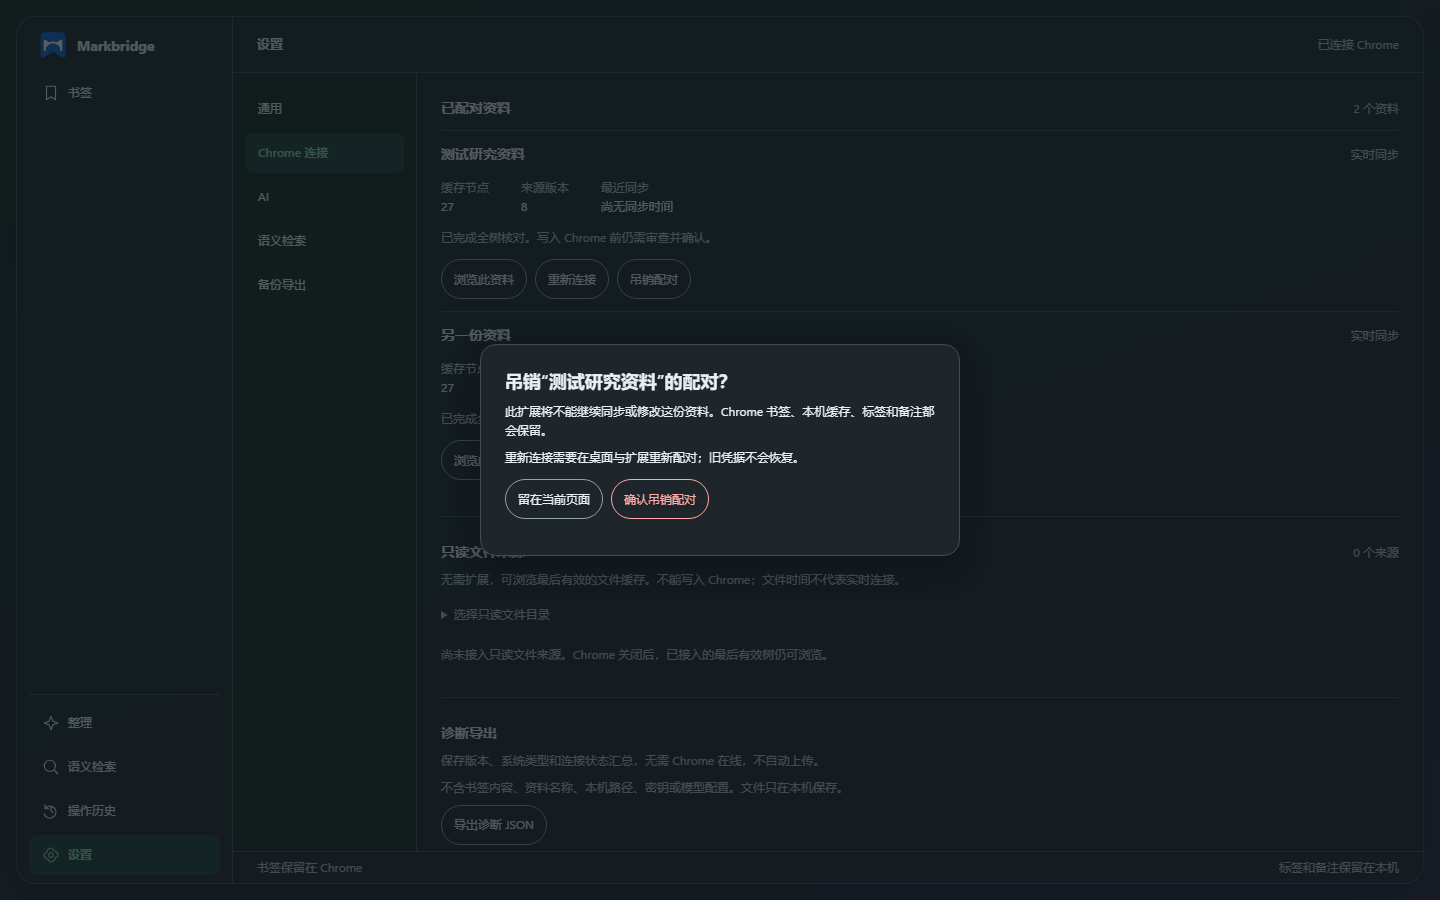 Markbridge
书签
整理
语义检索
操作历史
设置
设置
已连接 Chrome
通用
Chrome 连接
AI
语义检索
备份导出
已配对资料
2 个资料
测试研究资料
实时同步
缓存节点 来源版本 最近同步
27 8 尚无同步时间
已完成全树核对。写入 Chrome 前仍需审查并确认。
浏览此资料 重新连接 吊销配对
另一份资料
实时同步
缓存节
27
已完成全
浏览
吊销“测试研究资料”的配对?
此扩展将不能继续同步或修改这份资料。Chrome 书签、本机缓存、标签和备注都
会保留。
重新连接需要在桌面与扩展重新配对；旧凭据不会恢复。
留在当前页面 确认吊销配对
只读文
0 个来源
无需扩展，可浏览最后有效的文件缓存。不能写入 Chrome；文件时间不代表实时连接。
选择只读文件目录
尚未接入只读文件来源。Chrome 关闭后，已接入的最后有效树仍可浏览。
诊断导出
保存版本、系统类型和连接状态汇总，无需 Chrome 在线，不自动上传。
不含书签内容、资料名称、本机路径、密钥或模型配置。文件只在本机保存。
导出诊断 JSON
书签保留在 Chrome
标签和备注保留在本机